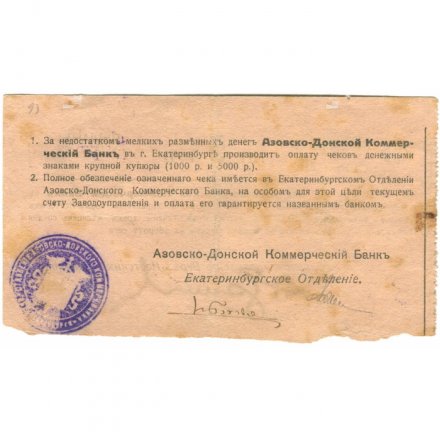 1. За недостаткомъ мелкихъ размѣнныхъ денегъ Азовско-Донской Коммер-
ческій Банкъ въ г. Екатеринбургѣ производитъ оплату чековъ денежными
знаками крупной купюры (1000 р. и 5000 р.).
2. Полное обезпеченіе означеннаго чека имѣется въ Екатеринбургскомъ Отдѣленіи
Азовско-Донского Коммерческаго Банка, на особомъ для этой цѣли текущемъ
счету Заводоуправленія и оплата его гарантируется названнымъ банкомъ.
Азовско-Донской Коммерческій Банкъ
Екатеринбургское Отдѣленіе.